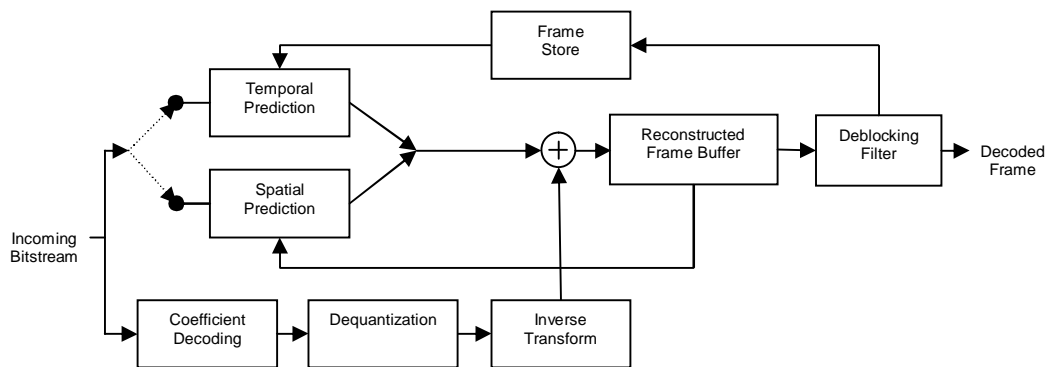 Frame
Store
Temporal
Prediction
Reconstructed
Frame Buffer
Deblocking
Filter
Decoded
Frame
Spatial
Prediction
Incoming
Bitstream
Coefficient
Decoding
Dequantization
Inverse
Transform